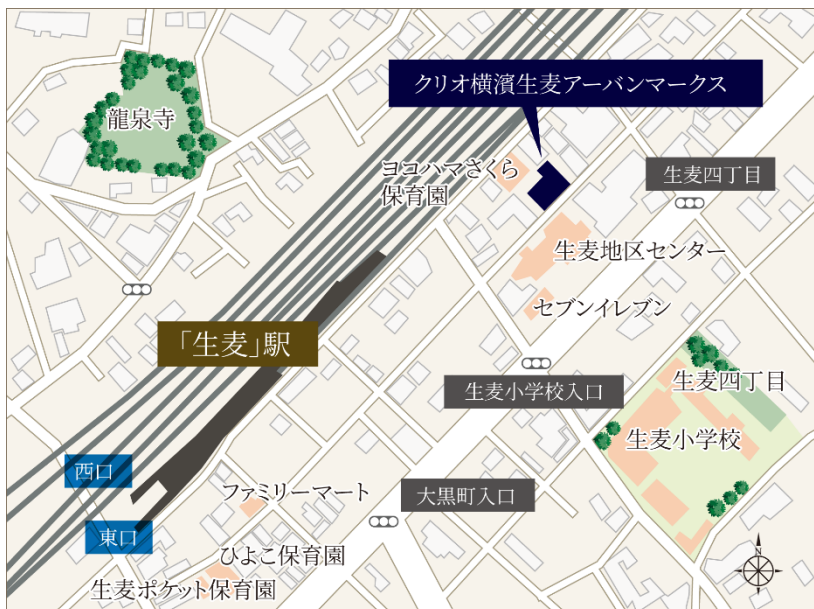 クリオ横濱生麦アーバンマークス
龍泉寺
ヨコハマさくら
保育園
生麦四丁目
生麦地区センター
セブンイレブン
「生麦」駅
生麦小学校入口
生麦四丁目
生麦小学校
西口
ファミリーマート
大黒町入口
東口
ひよこ保育園
生麦ポケット保育園
N